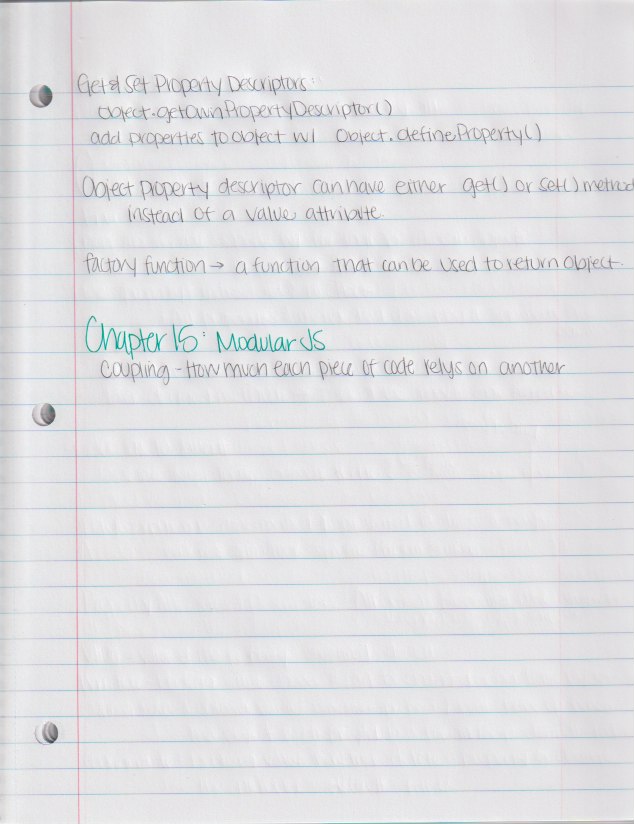 Get & Set Property Descriptors:
Object.getOwnPropertyDescriptor()
add properties to object w/ Object.defineProperty()
Object property descriptor can have either get() or set() method
instead of a value attribute.
factory function → a function that can be used to return object.
Chapter 15: Modular JS
Coupling - How much each piece of code relys on another